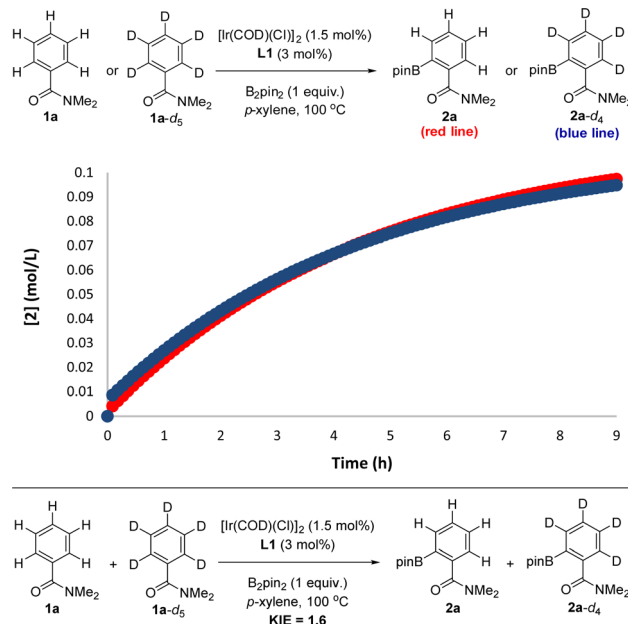 H
H H
H H
O NMe2
1a
or
D
D D
D D
O NMe2
1a-d5
[Ir(COD)(Cl)]2 (1.5 mol%)
L1 (3 mol%)
B2pin2 (1 equiv.)
p-xylene, 100 °C
H
H H
pinB H
O NMe2
2a
(red line)
or
D
D D
pinB D
O NMe2
2a-d4
(blue line)
0.1
0.09
0.08
0.07
0.06
0.05
0.04
0.03
0.02
0.01
0
[2] (mol/L)
0 1 2 3 4 5 6 7 8 9
Time (h)
H
H H
H H
O NMe2
1a
+
D
D D
D D
O NMe2
1a-d5
[Ir(COD)(Cl)]2 (1.5 mol%)
L1 (3 mol%)
B2pin2 (1 equiv.)
p-xylene, 100 °C
KIE = 1.6
H
H H
pinB H
O NMe2
2a
+
D
D D
pinB D
O NMe2
2a-d4